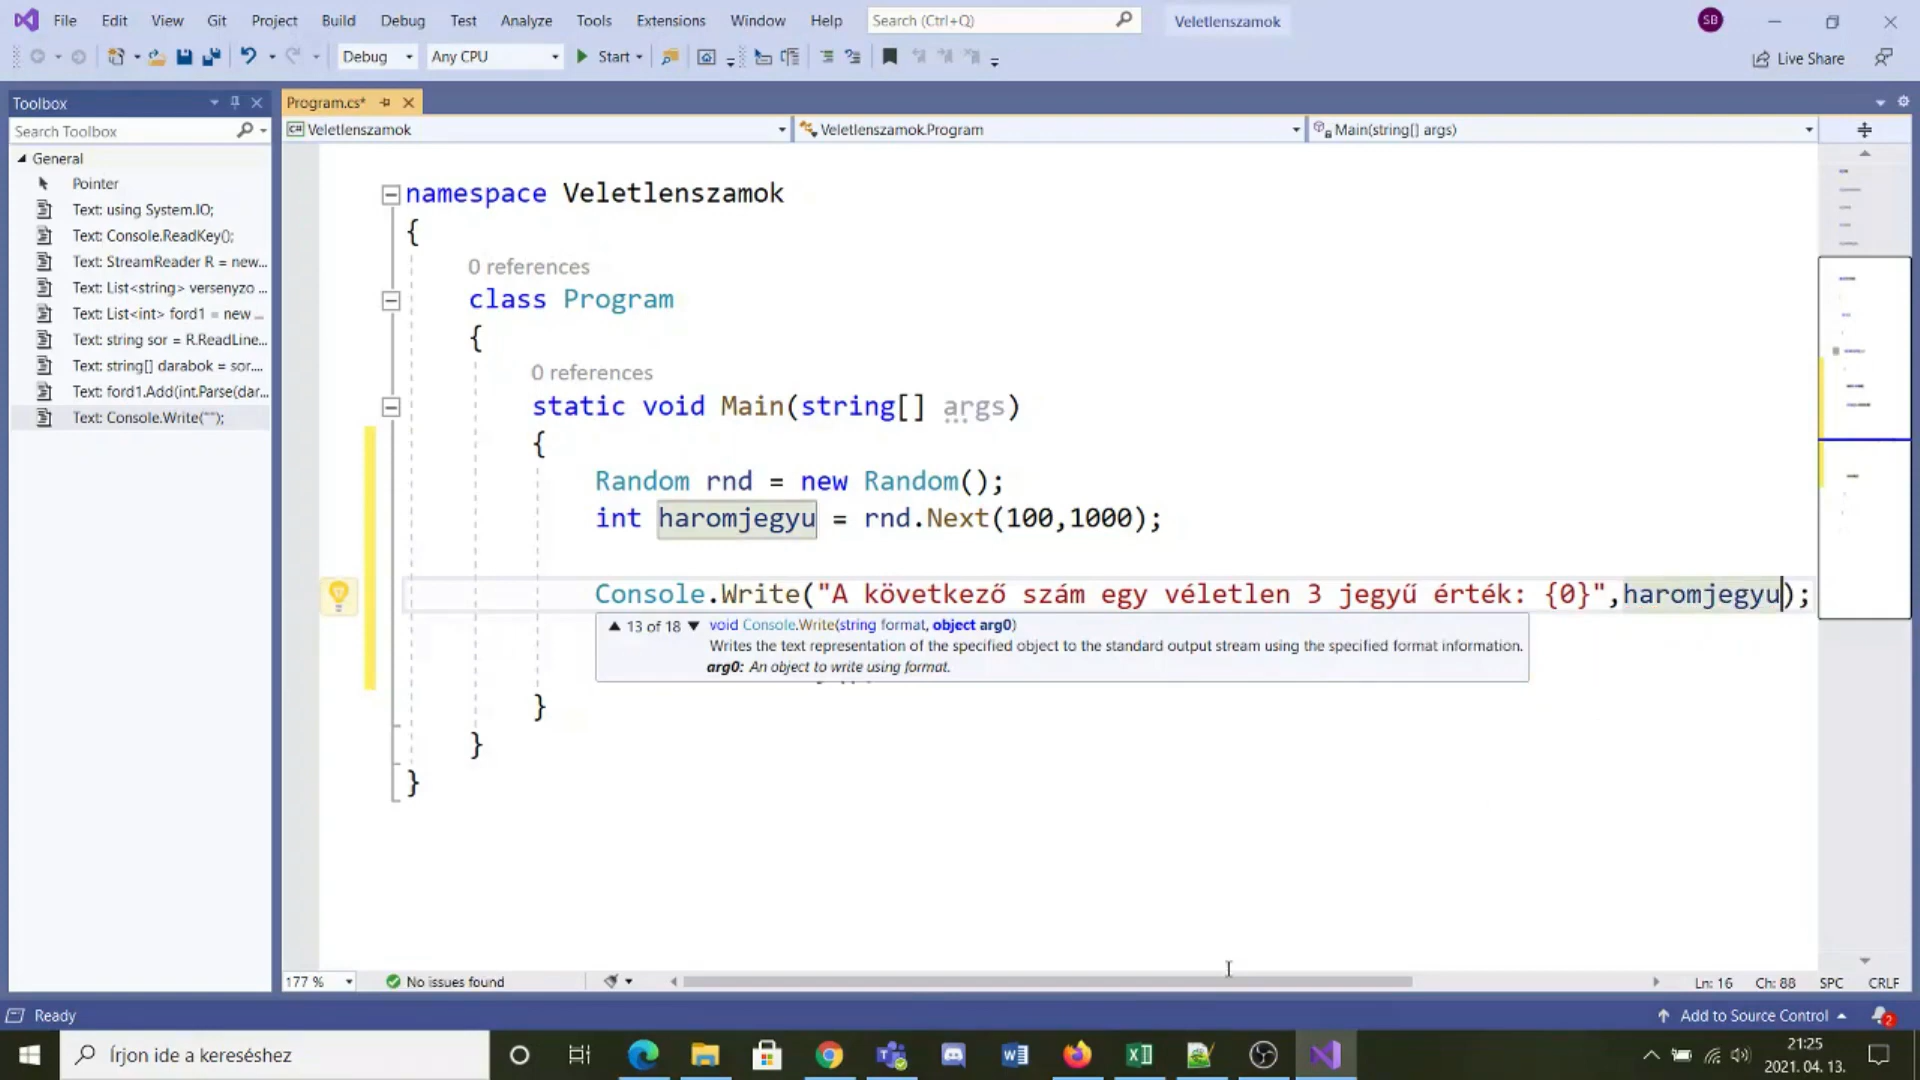 File Edit View Git Project Build Debug Test Analyze Tools Extensions Window Help Search (Ctrl+Q) Veletlenszamok SB
Debug Any CPU Start Live Share
Toolbox
Search Toolbox
General
Pointer
Text: using System.IO;
Text: Console.ReadKey();
Text: StreamReader R = new...
Text: List<string> versenyzo ...
Text: List<int> ford1 = new ...
Text: string sor = R.ReadLine...
Text: string[] darabok = sor....
Text: ford1.Add(int.Parse(dar...
Text: Console.Write("");
Program.cs*
Veletlenszamok Veletlenszamok.Program Main(string[] args)
namespace Veletlenszamok
{
0 references
class Program
{
0 references
static void Main(string[] args)
{
Random rnd = new Random();
int haromjegyu = rnd.Next(100,1000);
Console.Write("A következő szám egy véletlen 3 jegyű érték: {0}",haromjegyu);
▲ 13 of 18 ▼ void Console.Write(string format, object arg0)
Writes the text representation of the specified object to the standard output stream using the specified format information.
arg0: An object to write using format.
}
}
}
177 % No issues found Ln: 16 Ch: 88 SPC CRLF
Ready Add to Source Control 2
Írjon ide a kereséshez
21:25
2021. 04. 13.